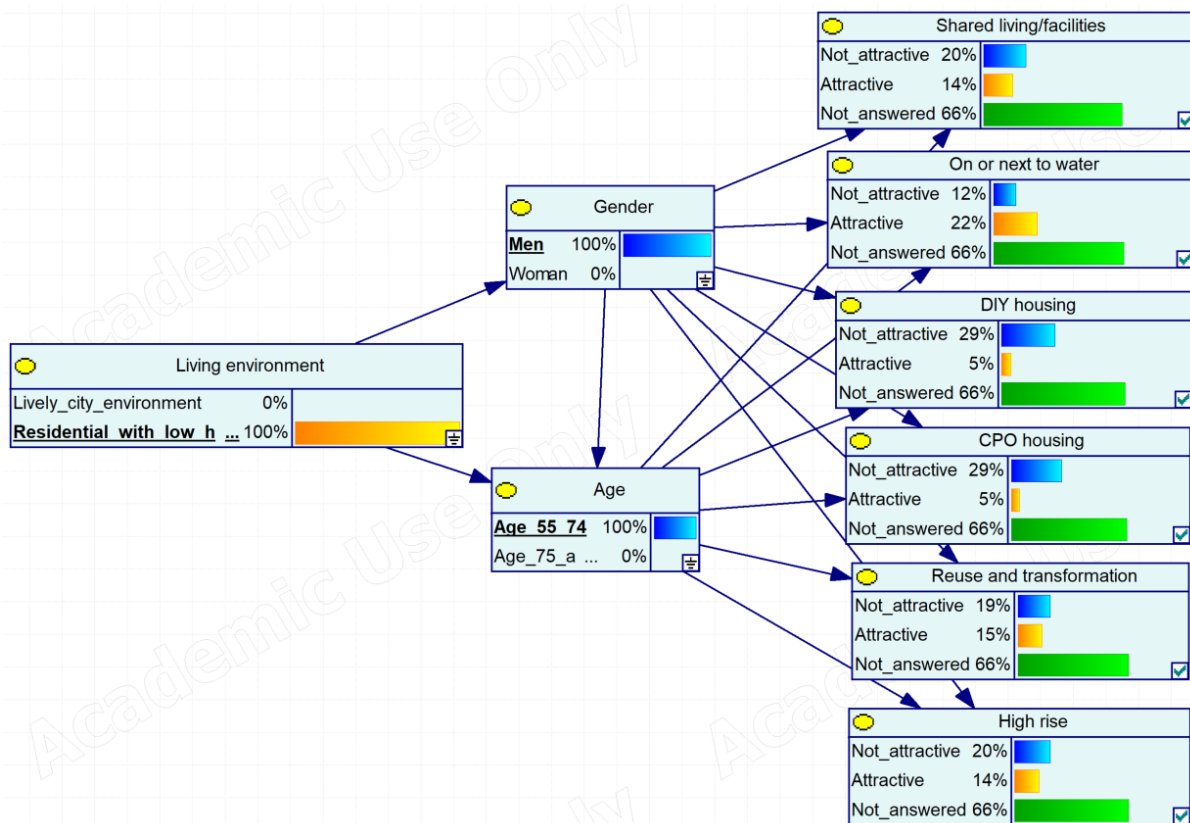 Shared living/facilities
Not_attractive 20%
Attractive 14%
Not_answered 66%
On or next to water
Not_attractive 12%
Attractive 22%
Not_answered 66%
Gender
Men 100%
Woman 0%
DIY housing
Not_attractive 29%
Attractive 5%
Not_answered 66%
Living environment
Lively_city_environment 0%
Residential_with_low_h ... 100%
CPO housing
Not_attractive 29%
Attractive 5%
Not_answered 66%
Age
Age_55_74 100%
Age_75_a ... 0%
Reuse and transformation
Not_attractive 19%
Attractive 15%
Not_answered 66%
High rise
Not_attractive 20%
Attractive 14%
Not_answered 66%
Academic Use Only
Academic Use Only
Academic Use Only